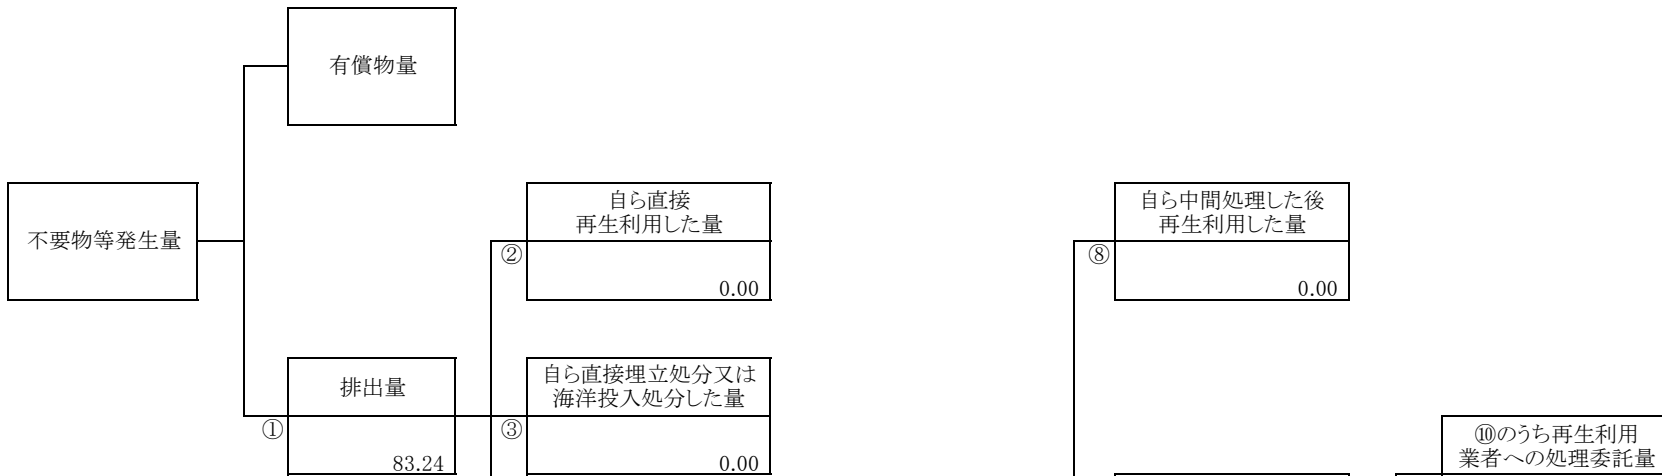 有償物量
不要物等発生量
自ら直接
再生利用した量
②
0.00
自ら中間処理した後
再生利用した量
⑧
0.00
排出量
①
83.24
自ら直接埋立処分又は
海洋投入処分した量
③
0.00
⑩のうち再生利用
業者への処理委託量